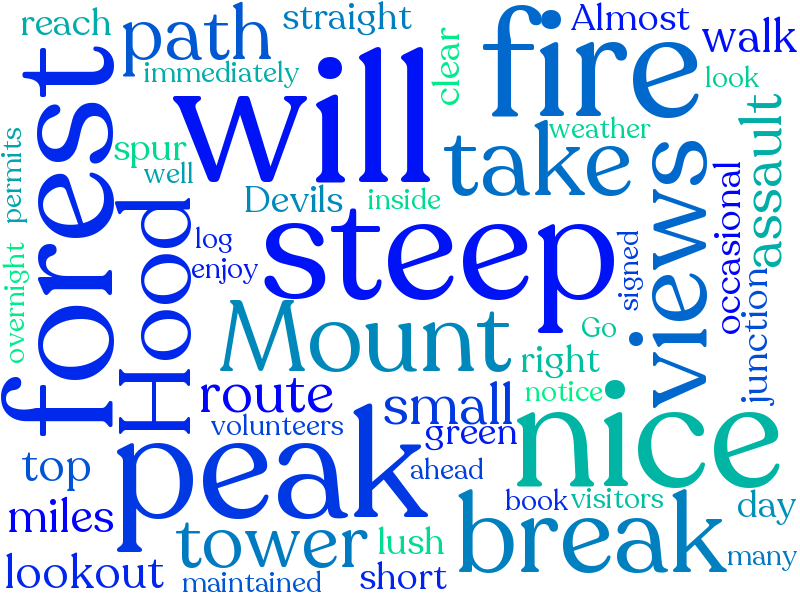 reach
path
straight
immediately
clear
fire
Almost
walk
look
forest
will
permits
spur
well
take
weather
assault
views
occasional
Devils
inside
Hood
log
enjoy
steep
signed
overnight
Mount
Go
right
junction
notice
route
small
nice
volunteers
green
peak
top
ahead
book
visitors
break
day
miles
tower
lush
many
lookout
maintained
short